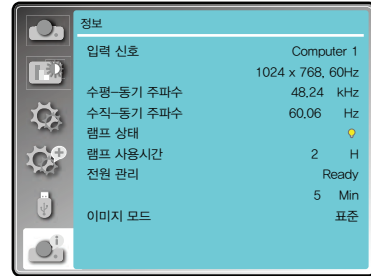 정보
입력 신호 Computer 1
1024 x 768, 60Hz
수평-동기 주파수 48.24 kHz
수직-동기 주파수 60.06 Hz
램프 상태
램프 사용시간 2 H
전원 관리 Ready
5 Min
이미지 모드 표준